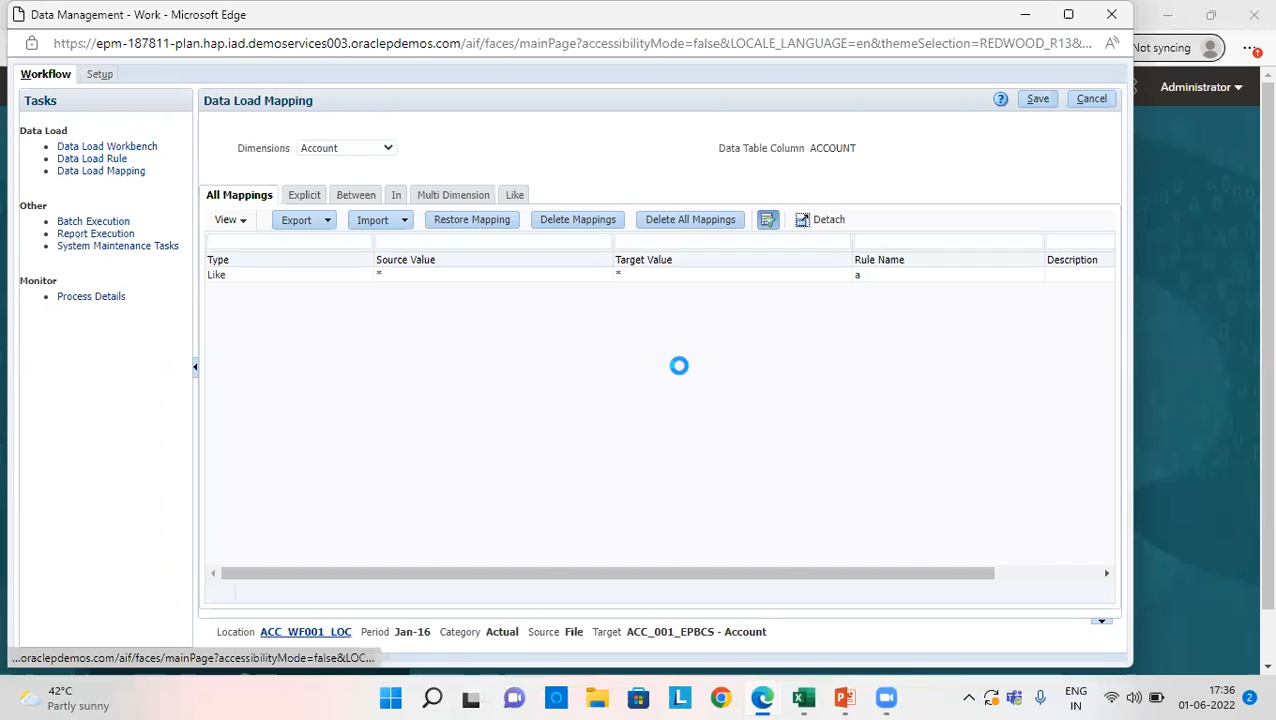 Data Management - Work - Microsoft Edge
https://epm-187811-plan.hap.iad.demoservices003.oraclepdemos.com/aif/faces/mainPage?accessibilityMode=false&LOCALE_LANGUAGE=en&themeSelection=REDWOOD_R13&...
Not syncing
Workflow
Setup
Administrator
Tasks
Data Load Mapping
Save
Cancel
Data Load
Data Load Workbench
Data Load Rule
Data Load Mapping
Dimensions
Account
Data Table Column ACCOUNT
All Mappings
Explicit
Between
In
Multi Dimension
Like
Other
Batch Execution
Report Execution
System Maintenance Tasks
View
Export
Import
Restore Mapping
Delete Mappings
Delete All Mappings
Detach
Type
Source Value
Target Value
Rule Name
Description
Like
*
*
a
Monitor
Process Details
Location ACC_WF001_LOC Period Jan-16 Category Actual Source File Target ACC_001_EPBCS - Account
...oraclepdemos.com/aif/faces/mainPage?accessibilityMode=false&LOC...
42°C
Partly sunny
ENG
IN
17:36
01-06-2022
2